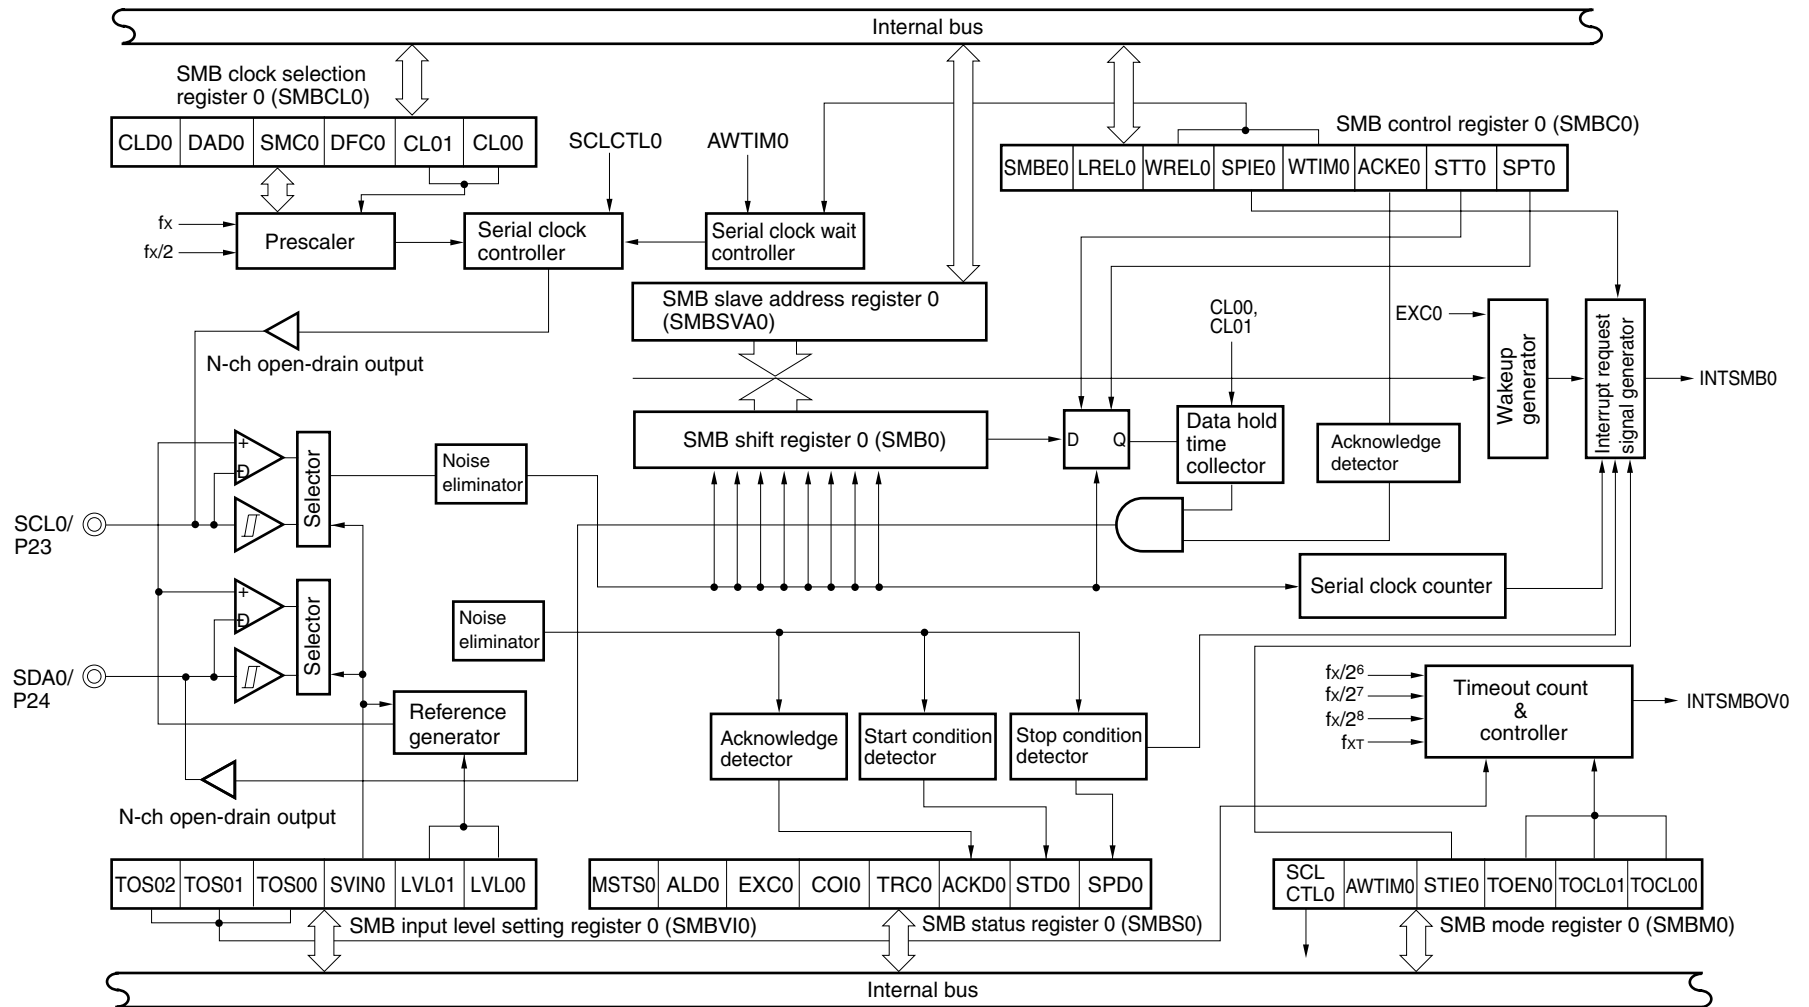 Internal bus
SMB clock selection
register 0 (SMBCL0)
CLD0 DAD0 SMC0 DFC0 CL01 CL00
SCLCTL0
AWTIM0
SMB control register 0 (SMBC0)
SMBE0 LREL0 WREL0 SPIE0 WTIM0 ACKE0 STT0 SPT0
fX
fX/2
Prescaler
Serial clock
controller
Serial clock wait
controller
SMB slave address register 0
(SMBSVA0)
CL00,
CL01
EXC0
Wakeup
generator
Interrupt request
signal generator
INTSMB0
N-ch open-drain output
SMB shift register 0 (SMB0)
D Q
Data hold
time
collector
Acknowledge
detector
+
Selector
Noise
eliminator
SCL0/
P23
Serial clock counter
+
Selector
Noise
eliminator
SDA0/
P24
Reference
generator
Acknowledge
detector
Start condition
detector
Stop condition
detector
fX/2⁶
fX/2⁷
fX/2⁸
fXT
Timeout count
&
controller
INTSMBOV0
N-ch open-drain output
TOS02 TOS01 TOS00 SVIN0 LVL01 LVL00
MSTS0 ALD0 EXC0 COI0 TRC0 ACKD0 STD0 SPD0
SCL
CTL0 AWTIM0 STIE0 TOEN0 TOCL01 TOCL00
SMB input level setting register 0 (SMBVI0)
SMB status register 0 (SMBS0)
SMB mode register 0 (SMBM0)
Internal bus